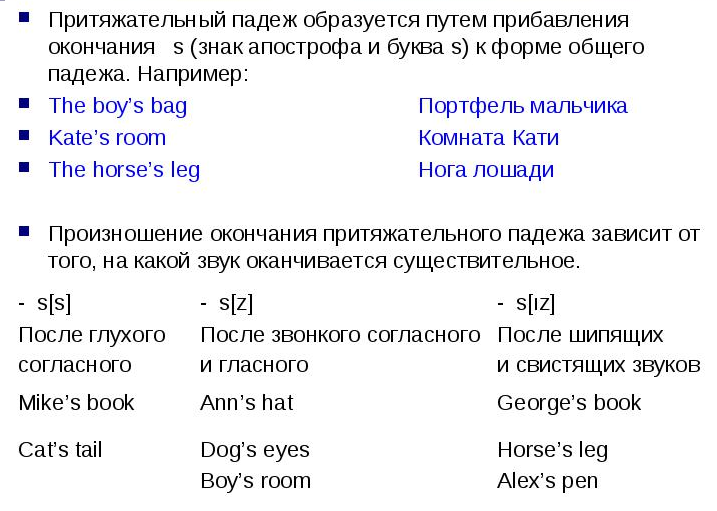 Притяжательный падеж образуется путем прибавления
окончания s (знак апострофа и буква s) к форме общего
падежа. Например:
The boy’s bag Портфель мальчика
Kate’s room Комната Кати
The horse’s leg Нога лошади
Произношение окончания притяжательного падежа зависит от
того, на какой звук оканчивается существительное.
- s[s] - s[z] - s[ız]
После глухого После звонкого согласного После шипящих
согласного и гласного и свистящих звуков
Mike’s book Ann’s hat George’s book
Cat’s tail Dog’s eyes Horse’s leg
Boy’s room Alex’s pen